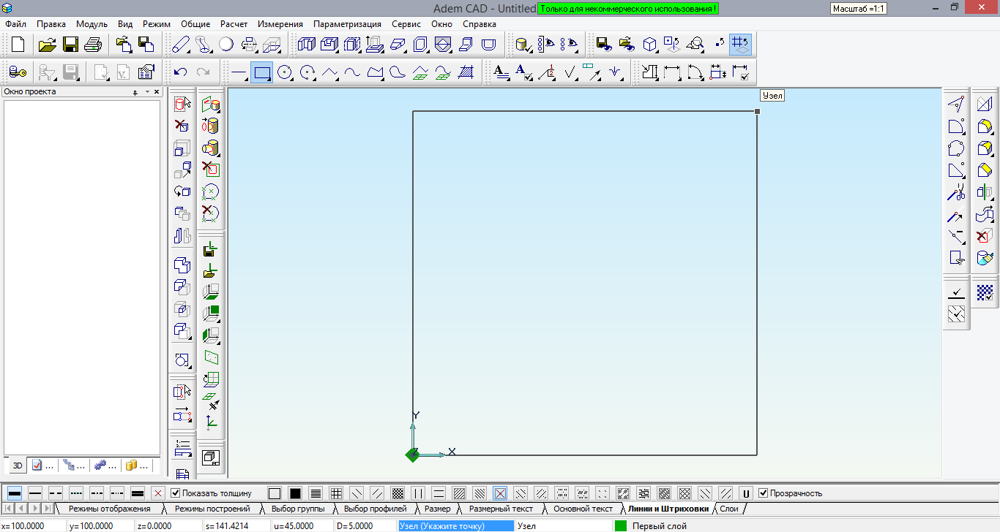 Adem CAD - Untitled Только для некоммерческого использования ! Масштаб =1:1
Файл Правка Модуль Вид Режим Общие Расчет Измерения Параметризация Сервис Окно Справка
Окно проекта
Узел
Y
X
3D ... ... ... ...
Показать толщину U Прозрачность
Режимы отображения Режимы построений Выбор группы Выбор профилей Размер Размерный текст Основной текст Линии и Штриховки Слои
x=100.0000 y=100.0000 z=0.0000 s=141.4214 u=45.0000 D=5.0000 Узел (Укажите точку) Узел Первый слой